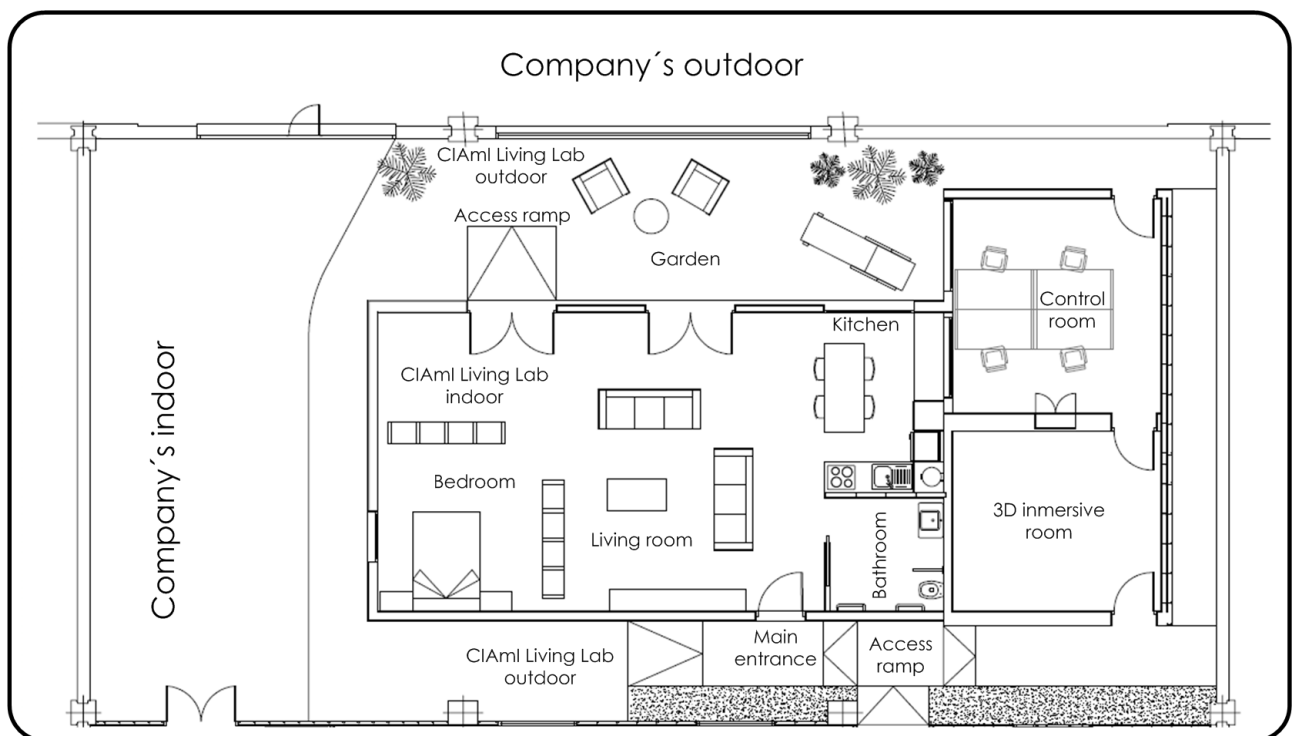 Company´s outdoor
CIAmI Living Lab
outdoor
Access ramp
Garden
Control
room
Kitchen
CIAmI Living Lab
indoor
Company´s indoor
Bedroom
Living room
Bathroom
3D inmersive
room
CIAmI Living Lab
outdoor
Main
entrance
Access
ramp